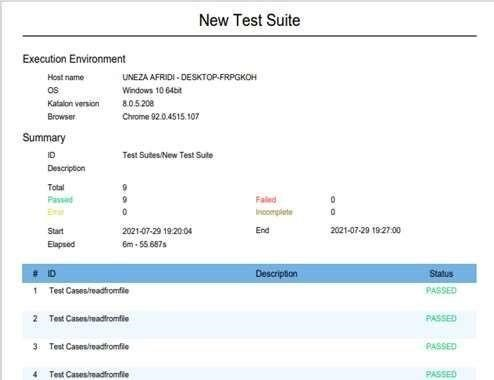 New Test Suite
Execution Environment
Host name UNEZA AFRIDI - DESKTOP-FRPGKOH
OS Windows 10 64bit
Katalon version 8.0.5.208
Browser Chrome 92.0.4515.107
Summary
ID Test Suites/New Test Suite
Description
Total 9
Passed 9 Failed 0
Error 0 Incomplete 0
Start 2021-07-29 19:20:04 End 2021-07-29 19:27:00
Elapsed 6m - 55.687s
# ID Description Status
1 Test Cases/readfromfile PASSED
2 Test Cases/readfromfile PASSED
3 Test Cases/readfromfile PASSED
4 Test Cases/readfromfile PASSED